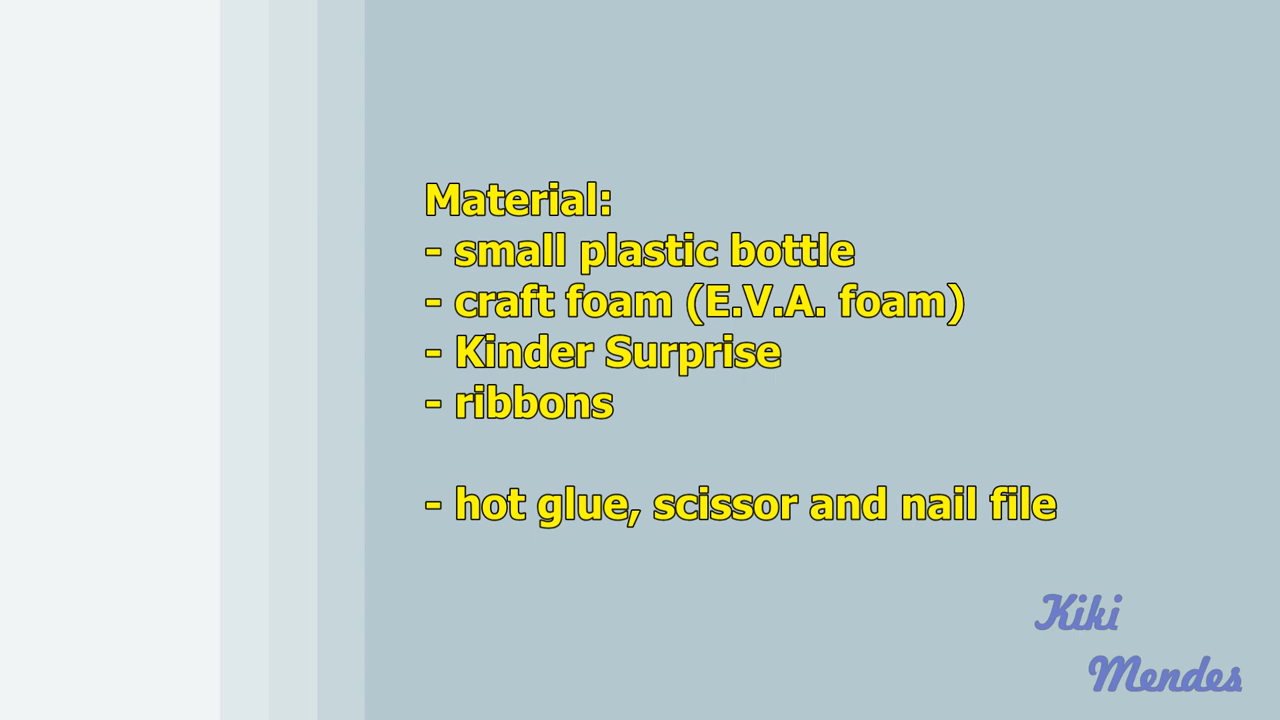 Material:
- small plastic bottle
- craft foam (E.V.A. foam)
- Kinder Surprise
- ribbons
- hot glue, scissor and nail file
Kiki
Mendes